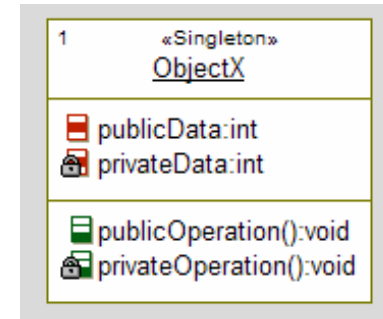 1 «Singleton»
ObjectX
publicData:int
privateData:int
publicOperation():void
privateOperation():void